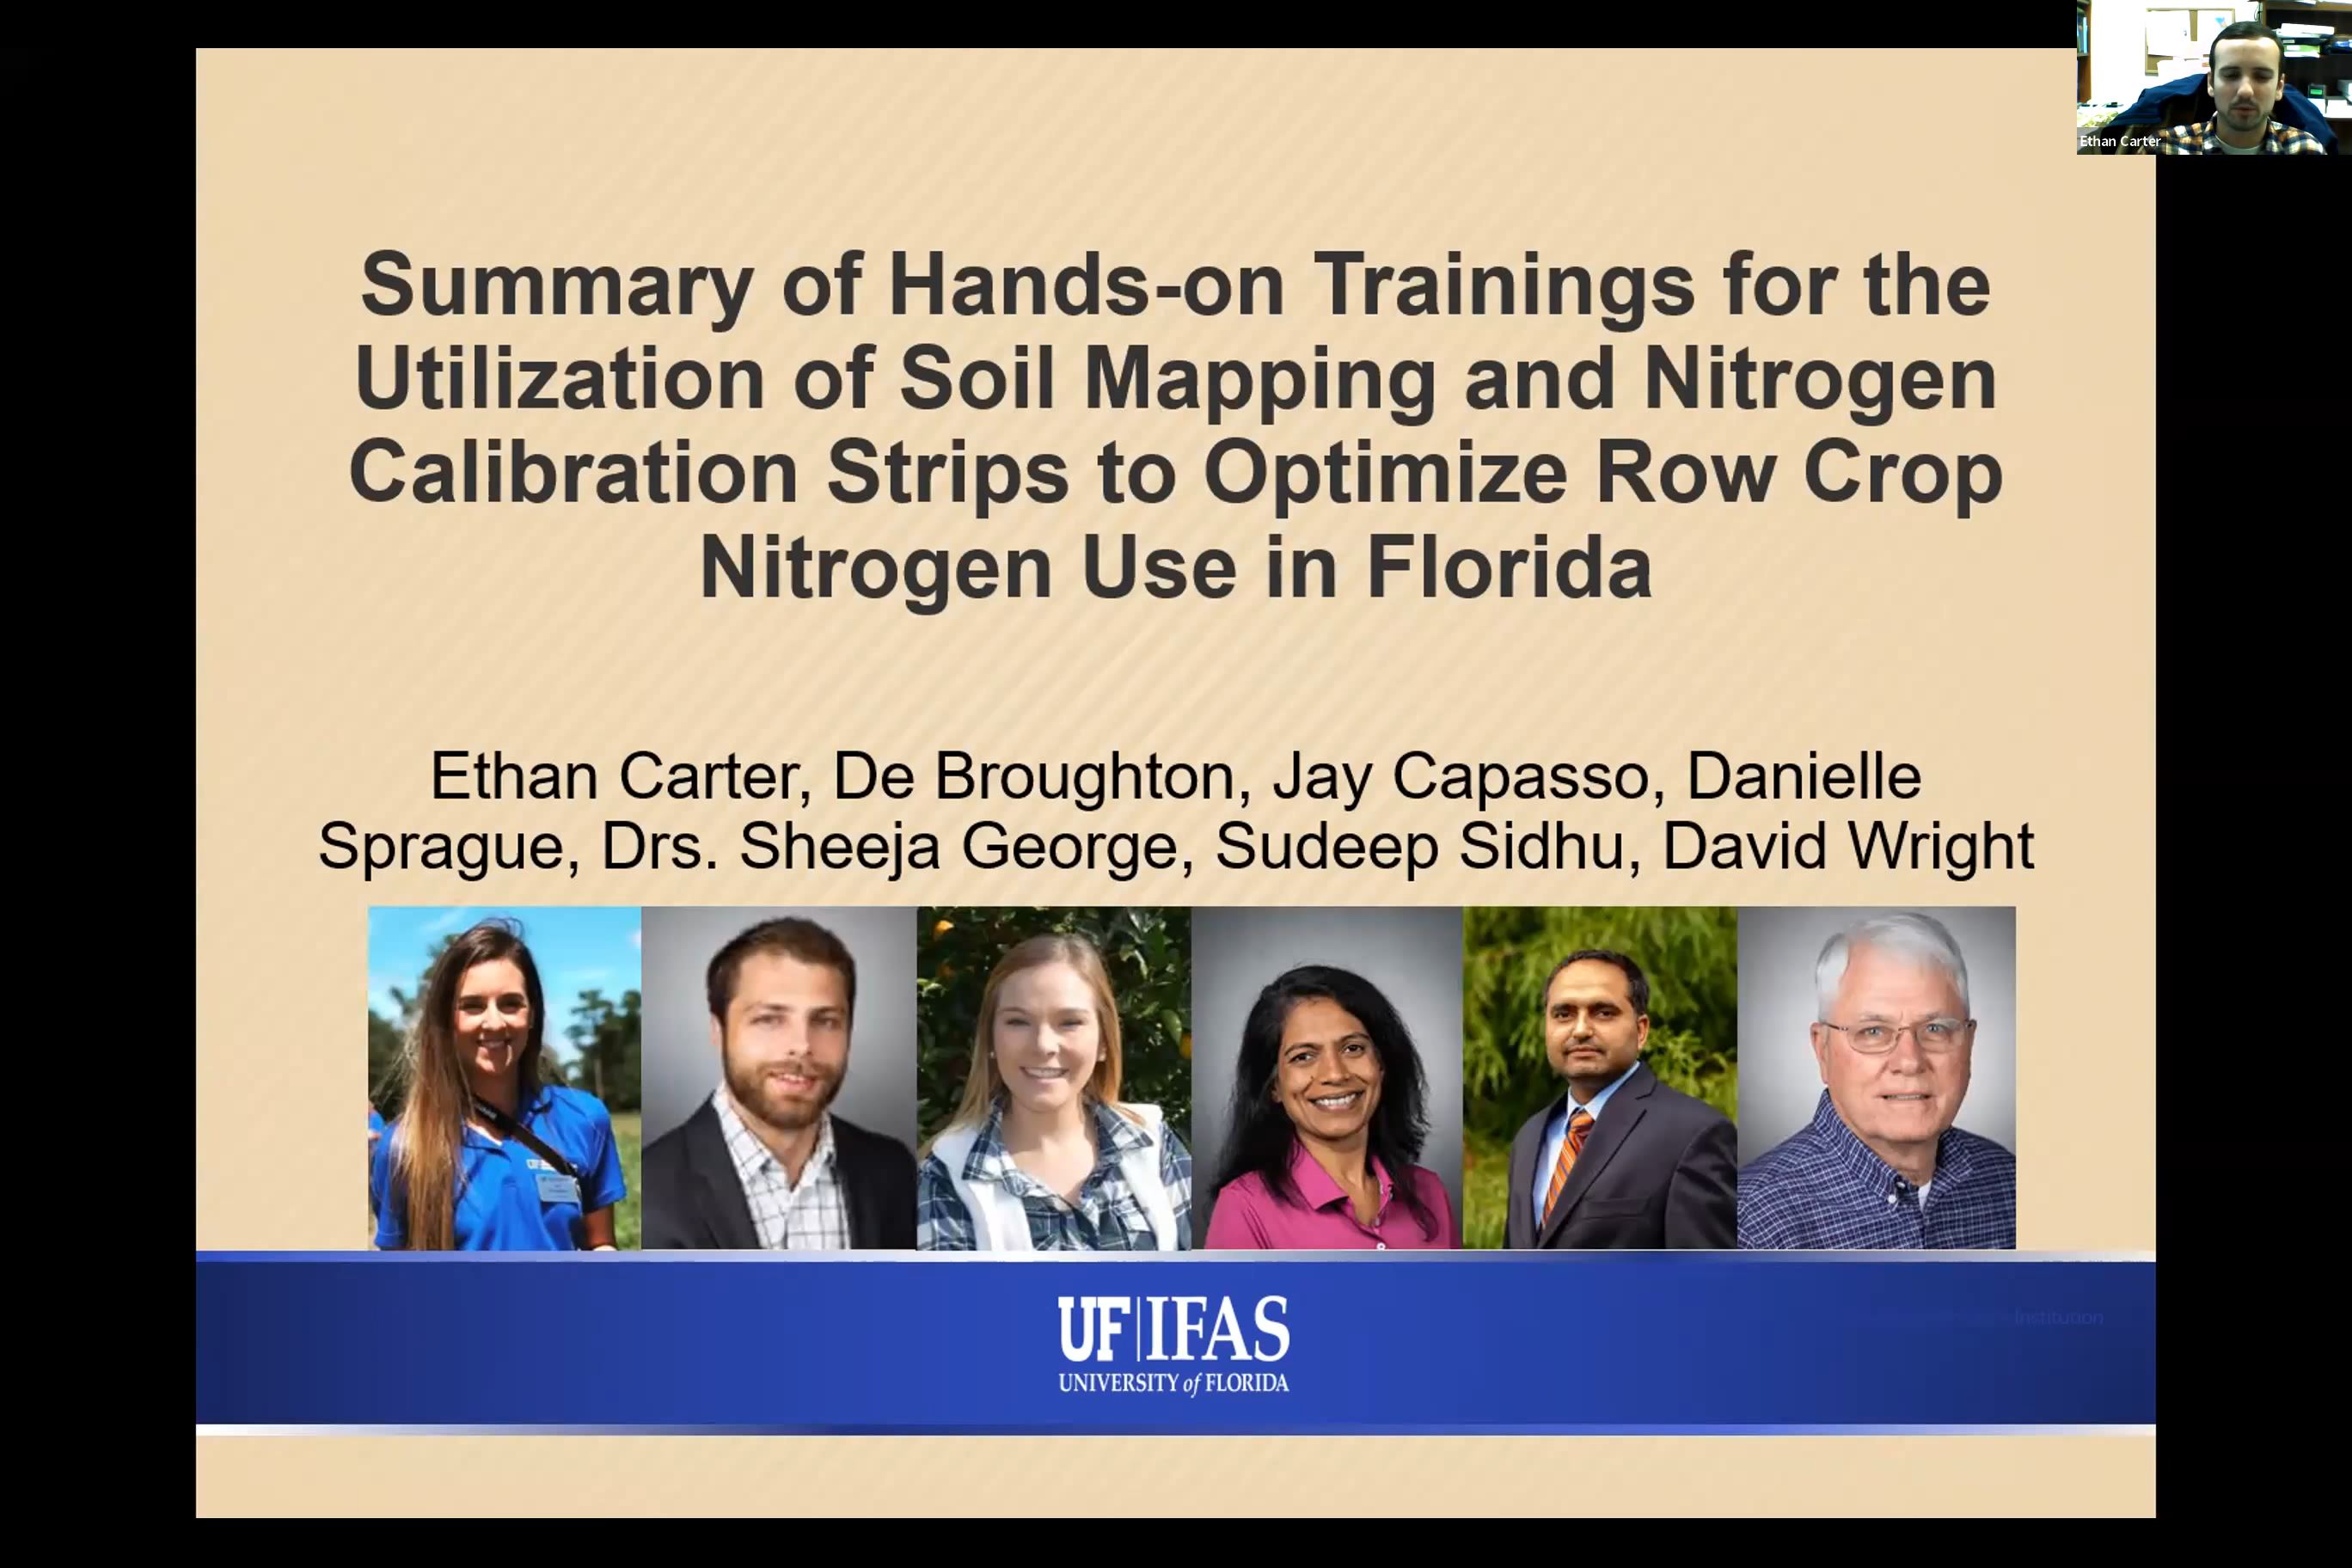 Ethan Carter
Summary of Hands-on Trainings for the
Utilization of Soil Mapping and Nitrogen
Calibration Strips to Optimize Row Crop
Nitrogen Use in Florida
Ethan Carter, De Broughton, Jay Capasso, Danielle
Sprague, Drs. Sheeja George, Sudeep Sidhu, David Wright
UF|IFAS
UNIVERSITY of FLORIDA
Institution